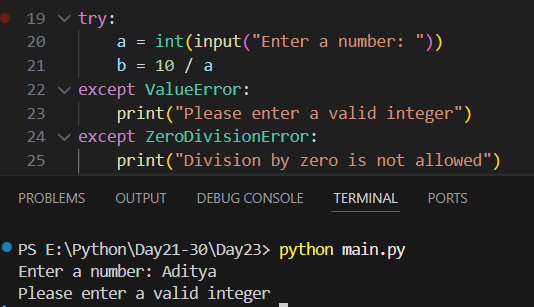 19 try:
20     a = int(input("Enter a number: "))
21     b = 10 / a
22 except ValueError:
23     print("Please enter a valid integer")
24 except ZeroDivisionError:
25     print("Division by zero is not allowed")
PROBLEMS OUTPUT DEBUG CONSOLE TERMINAL PORTS
PS E:\Python\Day21-30\Day23> python main.py
Enter a number: Aditya
Please enter a valid integer